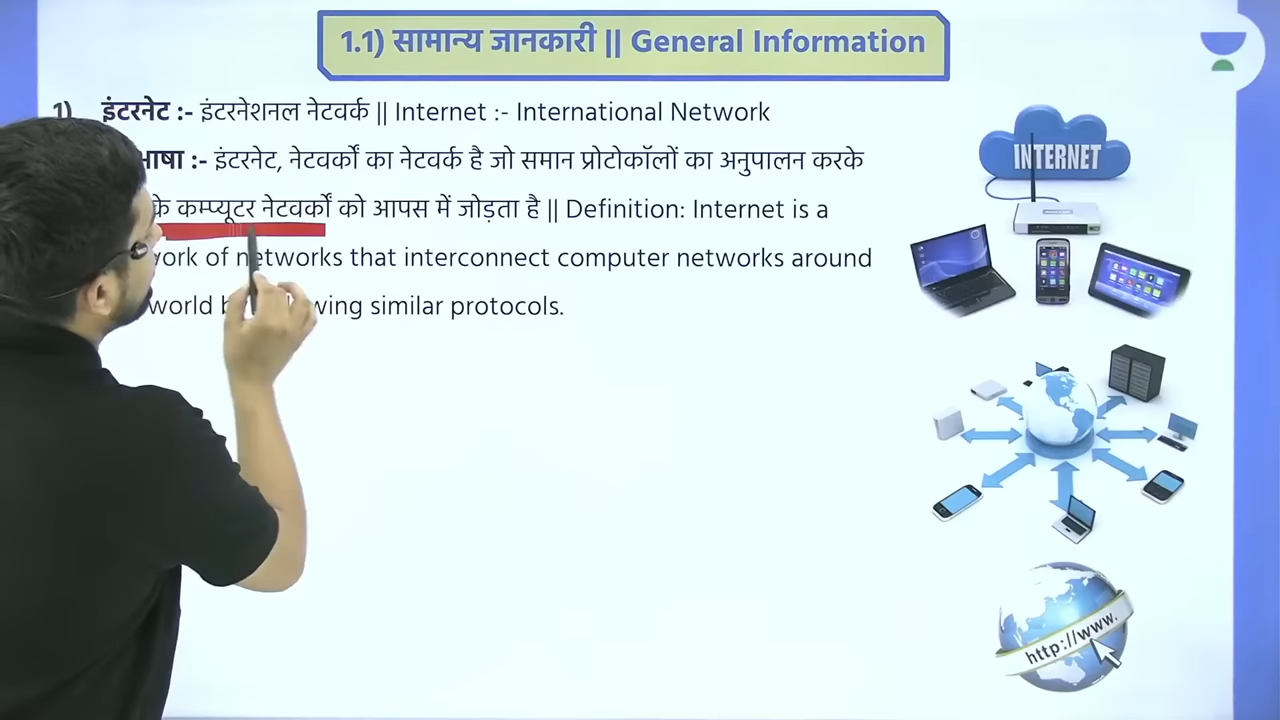 1.1) सामान्य जानकारी || General Information
1) इंटरनेट :- इंटरनेशनल नेटवर्क || Internet :- International Network
:- इंटरनेट, नेटवर्कों का नेटवर्क है जो समान प्रोटोकॉलों का अनुपालन करके
के कम्प्यूटर नेटवर्कों को आपस में जोड़ता है || Definition: Internet is a
of networks that interconnect computer networks around
world similar protocols.
INTERNET
http://www.